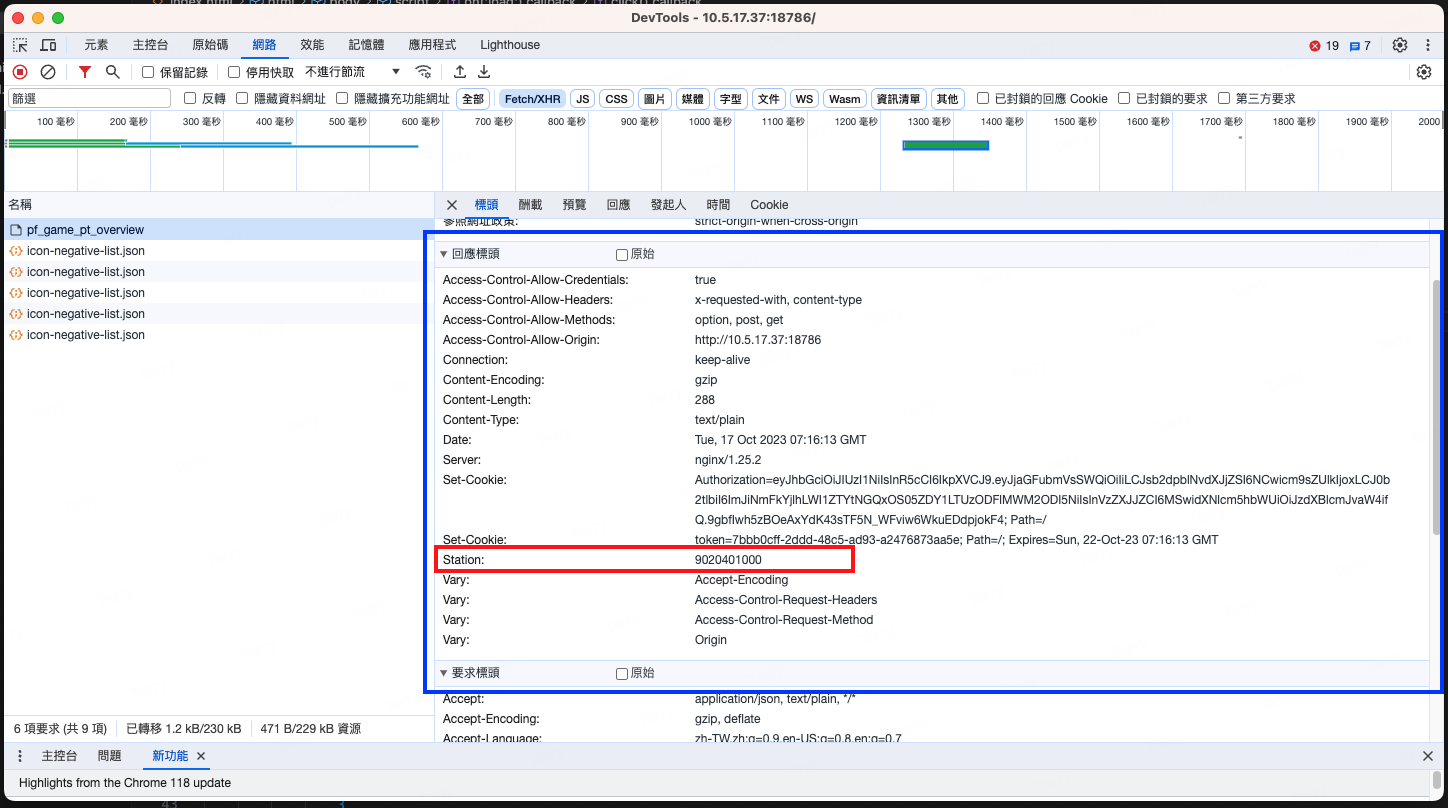 DevTools - 10.5.17.37:18786/
元素 主控台 原始碼 網路 效能 記憶體 應用程式 Lighthouse 19 7
保留記錄 停用快取 不進行節流
篩選 反轉 隱藏資料網址 隱藏擴充功能網址 全部 Fetch/XHR JS CSS 圖片 媒體 字型 文件 WS Wasm 資訊清單 其他 已封鎖的回應 Cookie 已封鎖的要求 第三方要求
100 毫秒 200 毫秒 300 毫秒 400 毫秒 500 毫秒 600 毫秒 700 毫秒 800 毫秒 900 毫秒 1000 毫秒 1100 毫秒 1200 毫秒 1300 毫秒 1400 毫秒 1500 毫秒 1600 毫秒 1700 毫秒 1800 毫秒 1900 毫秒 2000
名稱
pf_game_pt_overview
icon-negative-list.json
icon-negative-list.json
icon-negative-list.json
icon-negative-list.json
icon-negative-list.json
標頭 酬載 預覽 回應 發起人 時間 Cookie
參照網址政策: strict-origin-when-cross-origin
回應標頭 原始
Access-Control-Allow-Credentials: true
Access-Control-Allow-Headers: x-requested-with, content-type
Access-Control-Allow-Methods: option, post, get
Access-Control-Allow-Origin: http://10.5.17.37:18786
Connection: keep-alive
Content-Encoding: gzip
Content-Length: 288
Content-Type: text/plain
Date: Tue, 17 Oct 2023 07:16:13 GMT
Server: nginx/1.25.2
Set-Cookie: Authorization=eyJhbGciOiJIUzI1NiIsInR5cCI6IkpXVCJ9.eyJjaGFubmVsSWQiOiIiLCJsb2dpblNvdXJjZSI6NCwicm9sZUlkIjoxLCJ0b
2tlbiI6ImJiNmFkYjlhLWI1ZTYtNGQxOS05ZDY1LTUzODFlMWM2ODI5NiIsInVzZXJJZCI6MSwidXNlcm5hbWUiOiJzdXBlcmJvaW4if
Q.9gbfIwh5zBOeAxYdK43sTF5N_WFviw6WkuEDdpjokF4; Path=/
Set-Cookie: token=7bbb0cff-2ddd-48c5-ad93-a2476873aa5e; Path=/; Expires=Sun, 22-Oct-23 07:16:13 GMT
Station: 9020401000
Vary: Accept-Encoding
Vary: Access-Control-Request-Headers
Vary: Access-Control-Request-Method
Vary: Origin
要求標頭 原始
Accept: application/json, text/plain, */*
Accept-Encoding: gzip, deflate
Accept-Language: zh-TW,zh;q=0.9,en-US;q=0.8,en;q=0.7
6 項要求 (共 9 項) 已轉移 1.2 kB/230 kB 471 B/229 kB 資源
主控台 問題 新功能
Highlights from the Chrome 118 update
43 {